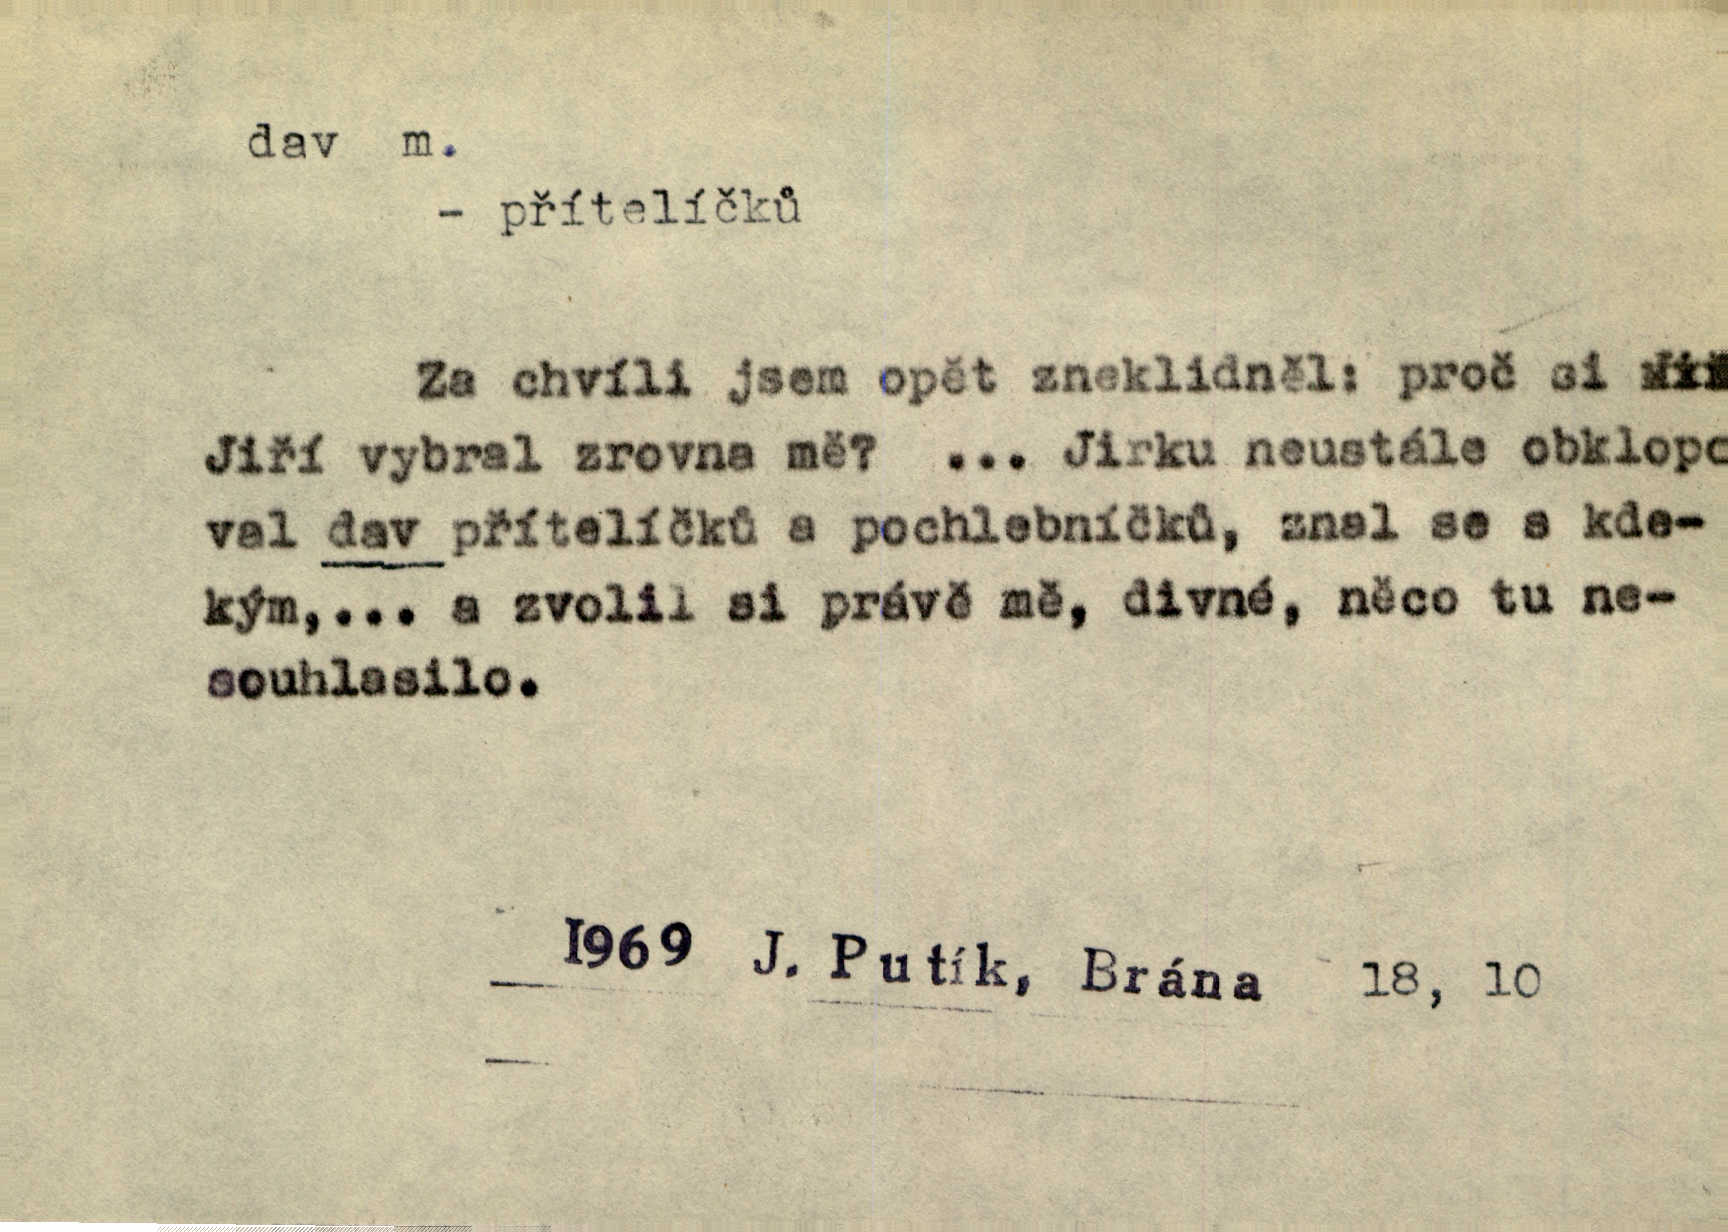 dav m.
- přítelíčků
Za chvíli jsem opět zneklidněl: proč si
Jiří vybral zrovna mě? ... Jirku neustále obklopo
val dav přítelíčků a pochlebníčků, znal se s kde-
kým,... a zvolil si právě mě, divné, něco tu ne-
souhlasilo.
I969 J. Putík, Brána 18, 10